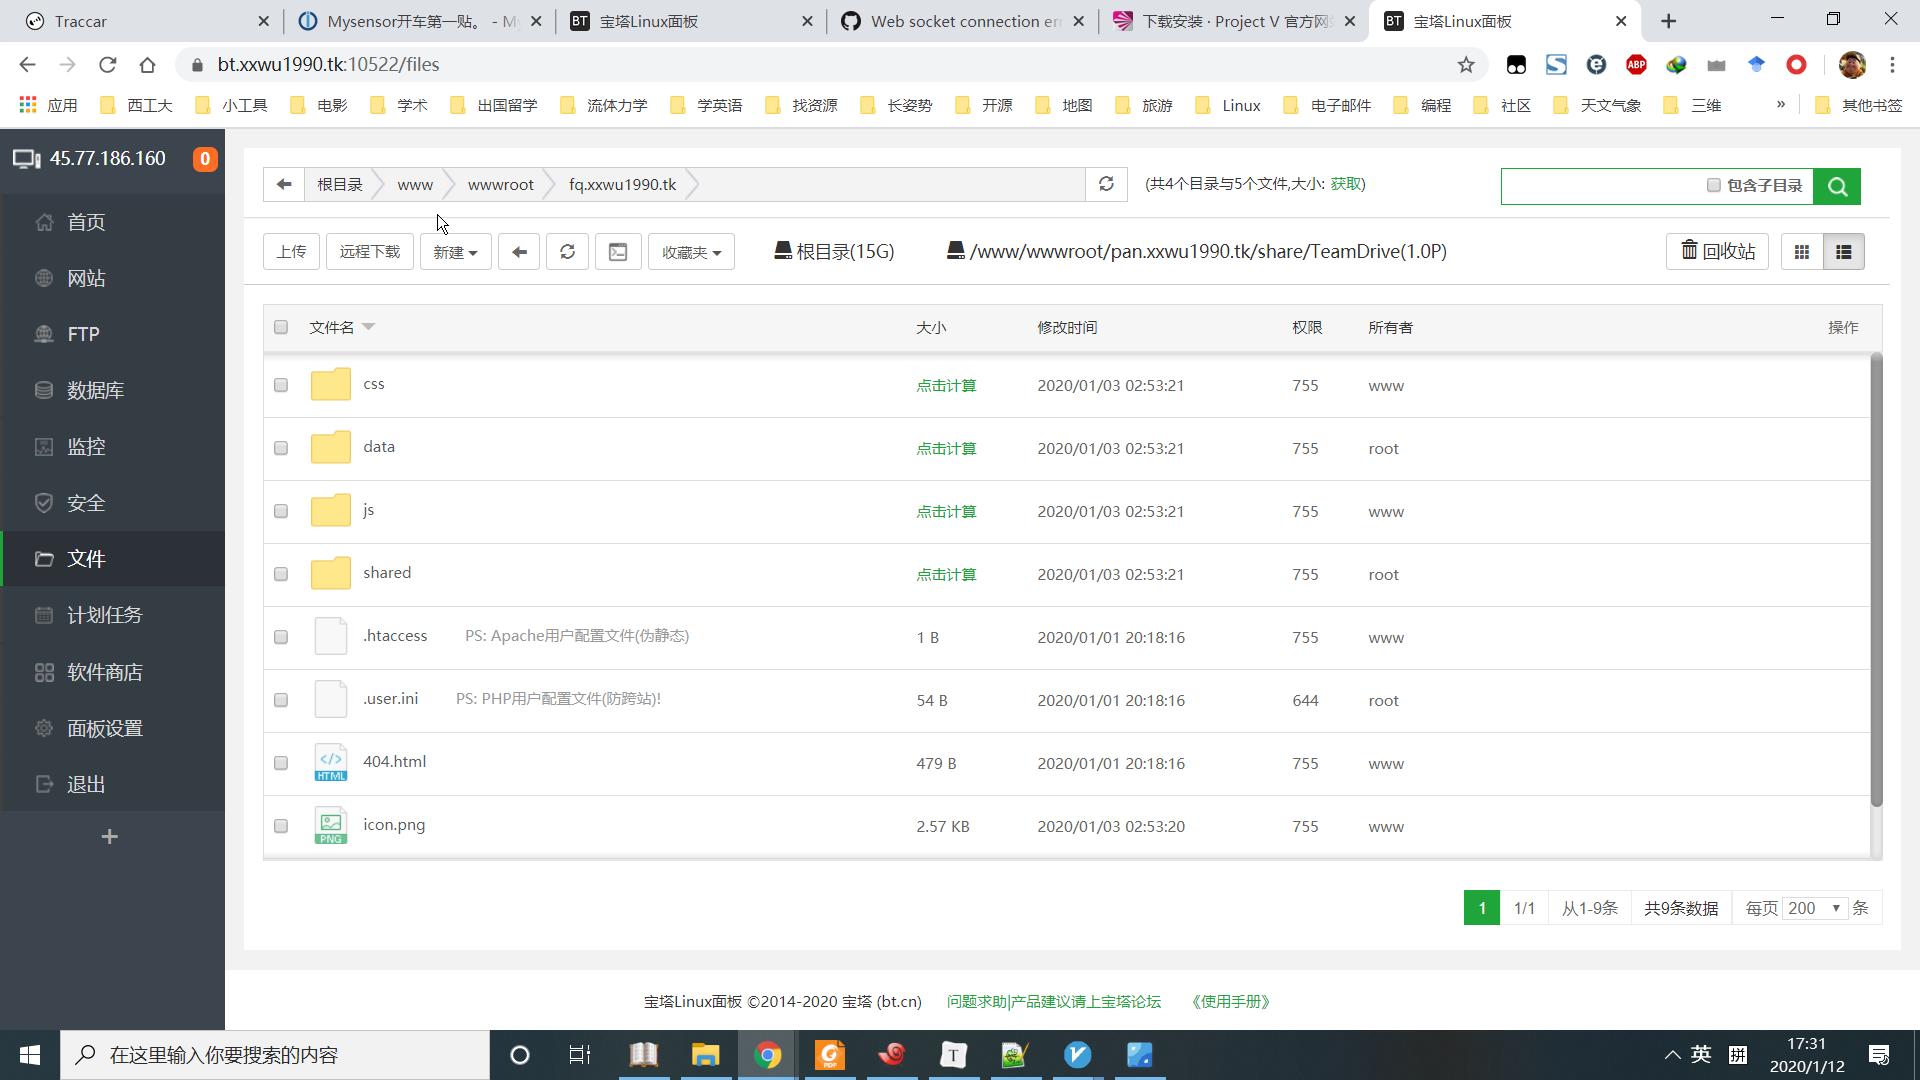 Traccar
Mysensor开车第一贴。 - My
宝塔Linux面板
Web socket connection err
下载安装 · Project V 官方网
宝塔Linux面板
bt.xxwu1990.tk:10522/files
应用
西工大
小工具
电影
学术
出国留学
流体力学
学英语
找资源
长姿势
开源
地图
旅游
Linux
电子邮件
编程
社区
天文气象
三维
»
其他书签
45.77.186.160
0
首页
网站
FTP
数据库
监控
安全
文件
计划任务
软件商店
面板设置
退出
根目录
www
wwwroot
fq.xxwu1990.tk
(共4个目录与5个文件,大小: 获取)
包含子目录
上传
远程下载
新建
收藏夹
根目录(15G)
/www/wwwroot/pan.xxwu1990.tk/share/TeamDrive(1.0P)
回收站
文件名 大小 修改时间 权限 所有者 操作
css 点击计算 2020/01/03 02:53:21 755 www
data 点击计算 2020/01/03 02:53:21 755 root
js 点击计算 2020/01/03 02:53:21 755 www
shared 点击计算 2020/01/03 02:53:21 755 root
.htaccess PS: Apache用户配置文件(伪静态) 1 B 2020/01/01 20:18:16 755 www
.user.ini PS: PHP用户配置文件(防跨站)! 54 B 2020/01/01 20:18:16 644 root
HTML 404.html 479 B 2020/01/01 20:18:16 755 www
PNG icon.png 2.57 KB 2020/01/03 02:53:20 755 www
1
1/1
从1-9条
共9条数据
每页 200 条
宝塔Linux面板 ©2014-2020 宝塔 (bt.cn)
问题求助|产品建议请上宝塔论坛
《使用手册》
在这里输入你要搜索的内容
英
拼
17:31
2020/1/12